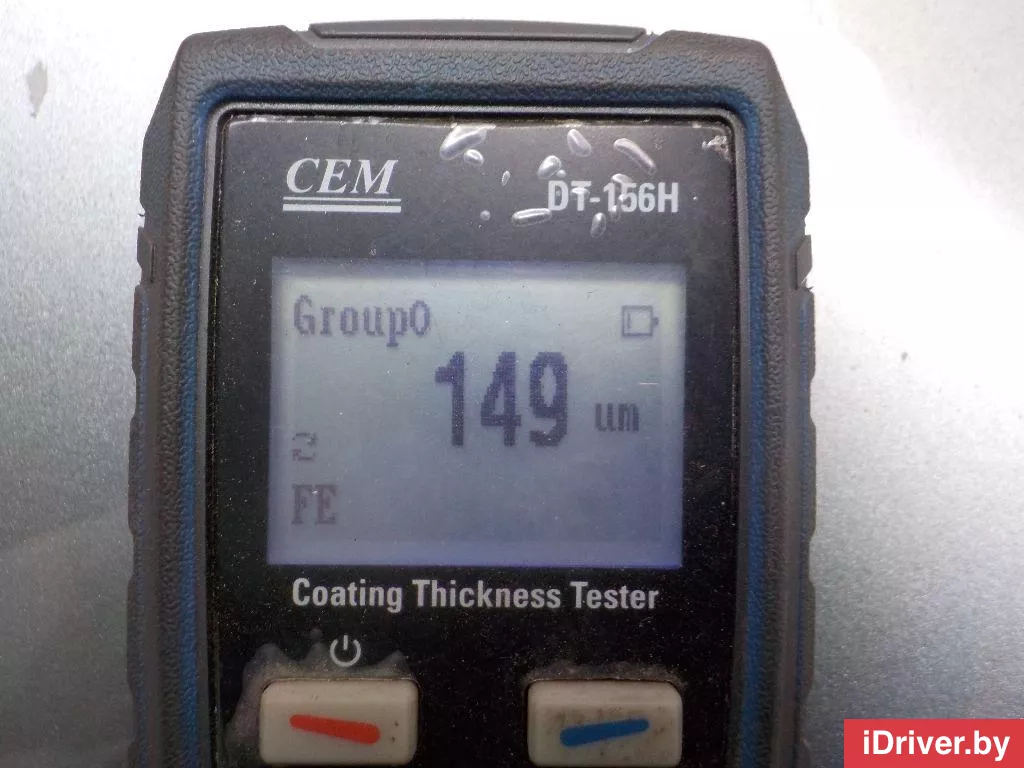 CEM
DT-156H
Group0
149 um
FE
Coating Thickness Tester
iDriver.by